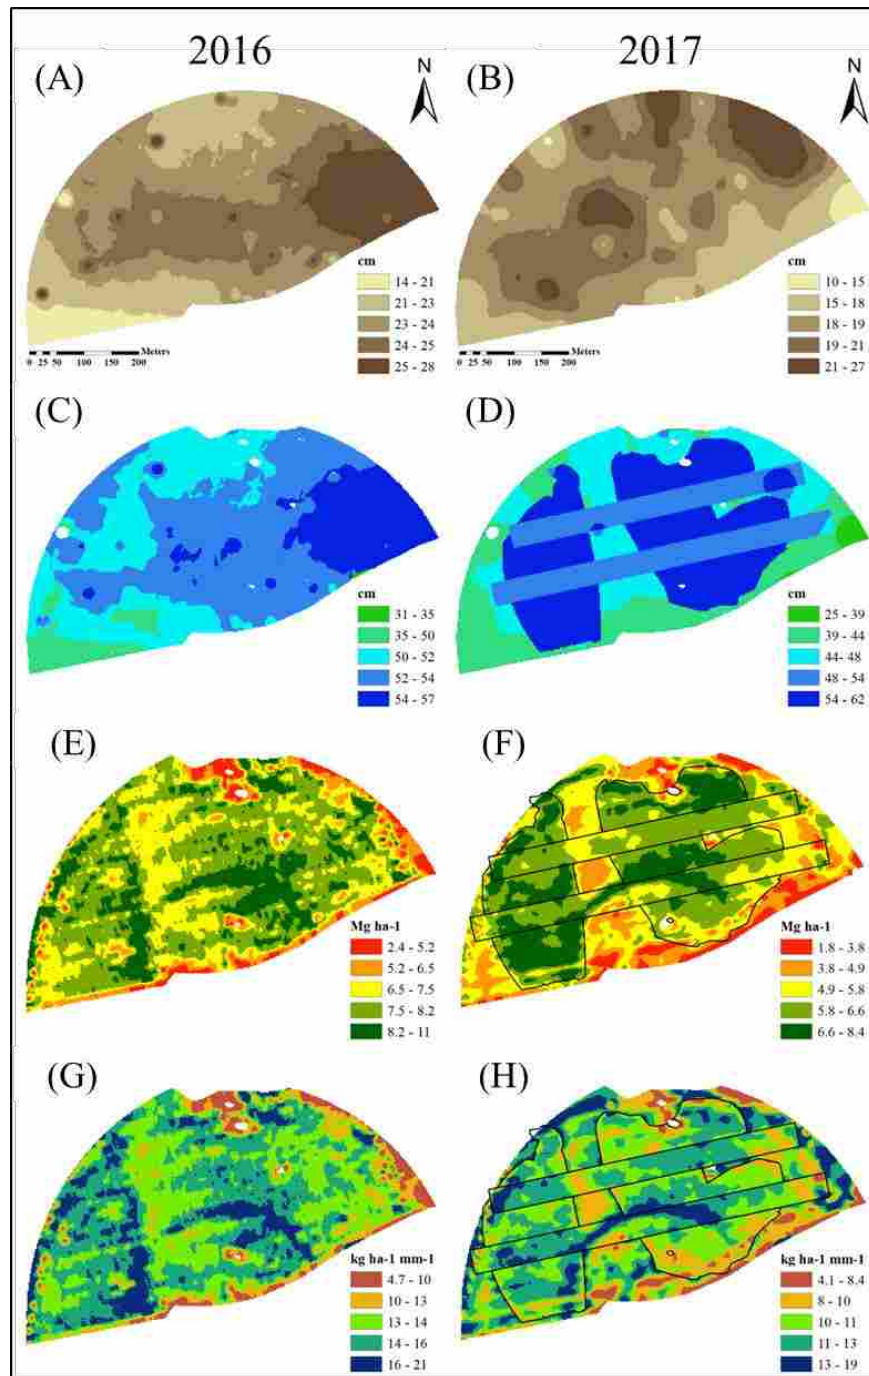 2016 2017
(A) N (B) N
cm cm
14 - 21 10 - 15
21 - 23 15 - 18
23 - 24 18 - 19
24 - 25 19 - 21
25 - 28 21 - 27
Meters Meters
0 25 50 100 150 200 0 25 50 100 150 200
(C) (D)
cm cm
31 - 35 25 - 39
35 - 50 39 - 44
50 - 52 44- 48
52 - 54 48 - 54
54 - 57 54 - 62
(E) (F)
Mg ha-1 Mg ha-1
2.4 - 5.2 1.8 - 3.8
5.2 - 6.5 3.8 - 4.9
6.5 - 7.5 4.9 - 5.8
7.5 - 8.2 5.8 - 6.6
8.2 - 11 6.6 - 8.4
(G) (H)
kg ha-1 mm-1 kg ha-1 mm-1
4.7 - 10 4.1 - 8.4
10 - 13 8 - 10
13 - 14 10 - 11
14 - 16 11 - 13
16 - 21 13 - 19